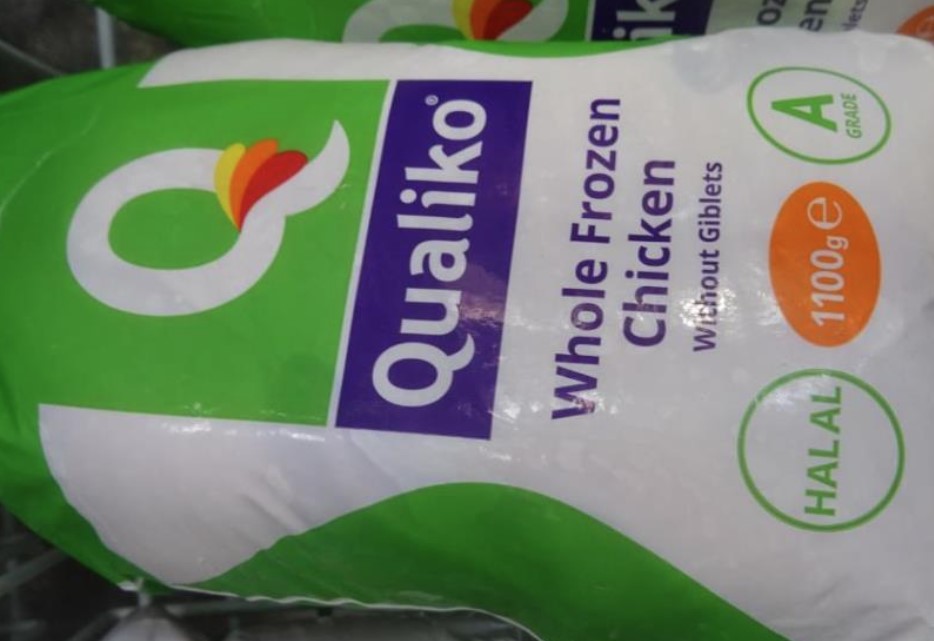 Qualiko®
Whole Frozen
Chicken
Without Giblets
A
GRADE
1100g e
HALAL